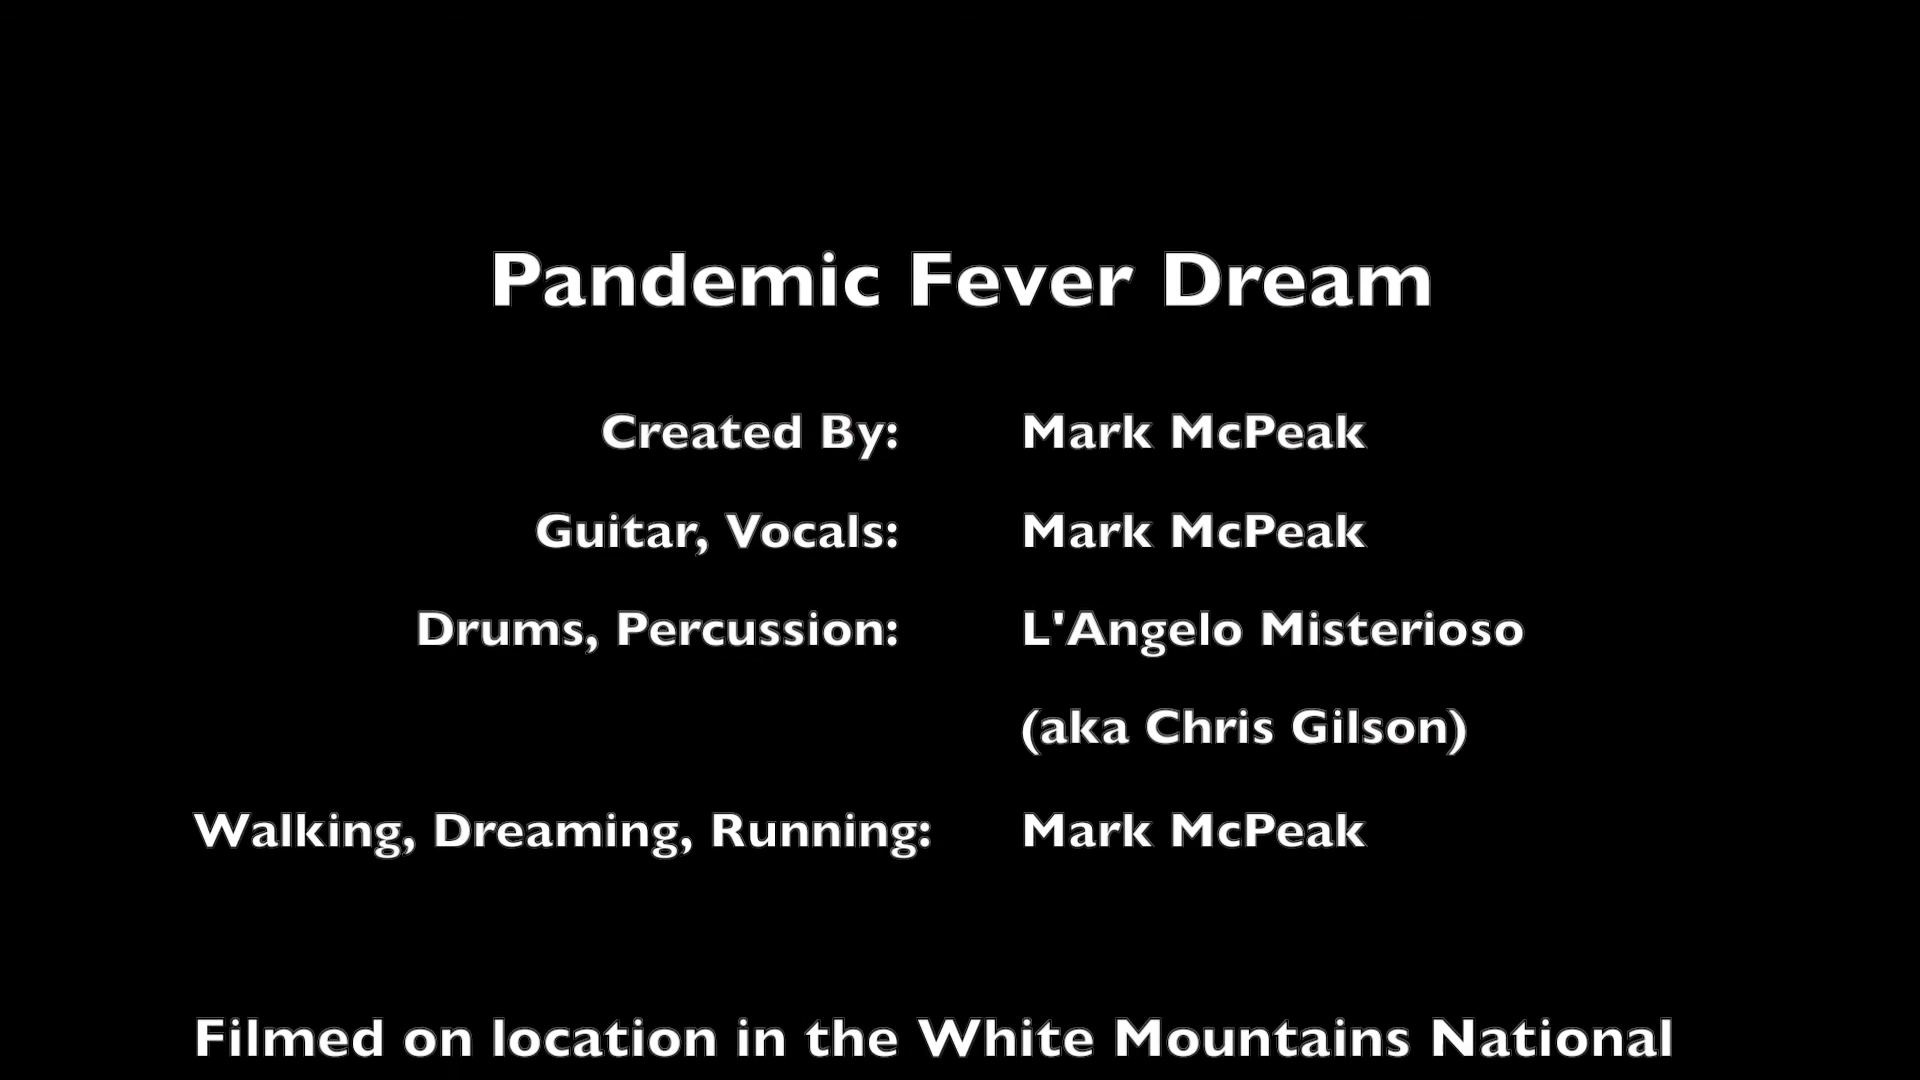 Pandemic Fever Dream
Created By: Mark McPeak
Guitar, Vocals: Mark McPeak
Drums, Percussion: L'Angelo Misterioso
(aka Chris Gilson)
Walking, Dreaming, Running: Mark McPeak
Filmed on location in the White Mountains National